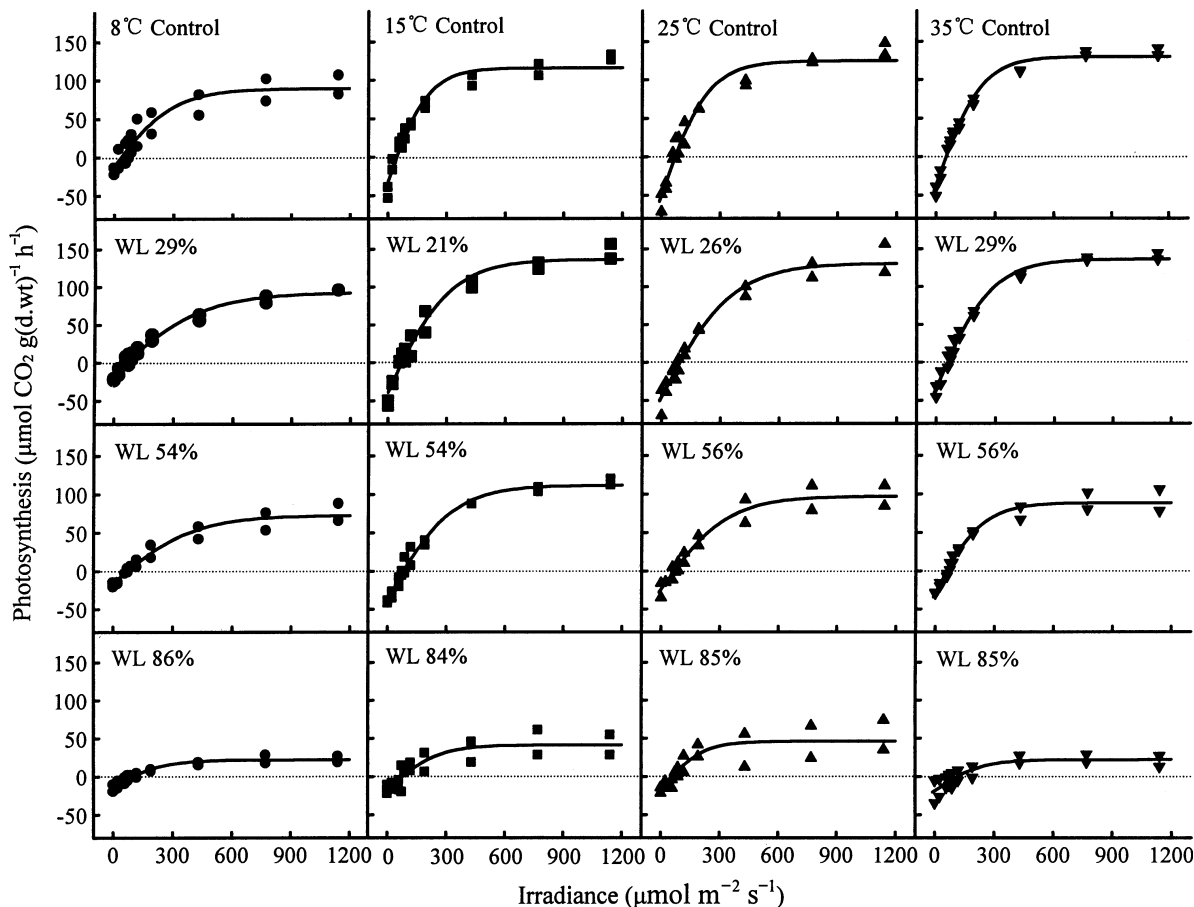 8℃ Control
15℃ Control
25℃ Control
35℃ Control
150
100
50
0
-50
WL 29%
WL 21%
WL 26%
WL 29%
150
100
50
0
-50
WL 54%
WL 54%
WL 56%
WL 56%
150
100
50
0
-50
WL 86%
WL 84%
WL 85%
WL 85%
150
100
50
0
-50
0 300 600 900 1200
0 300 600 900 1200
0 300 600 900 1200
0 300 600 900 1200
Photosynthesis (μmol CO₂ g(d.wt)⁻¹ h⁻¹)
Irradiance (μmol m⁻² s⁻¹)